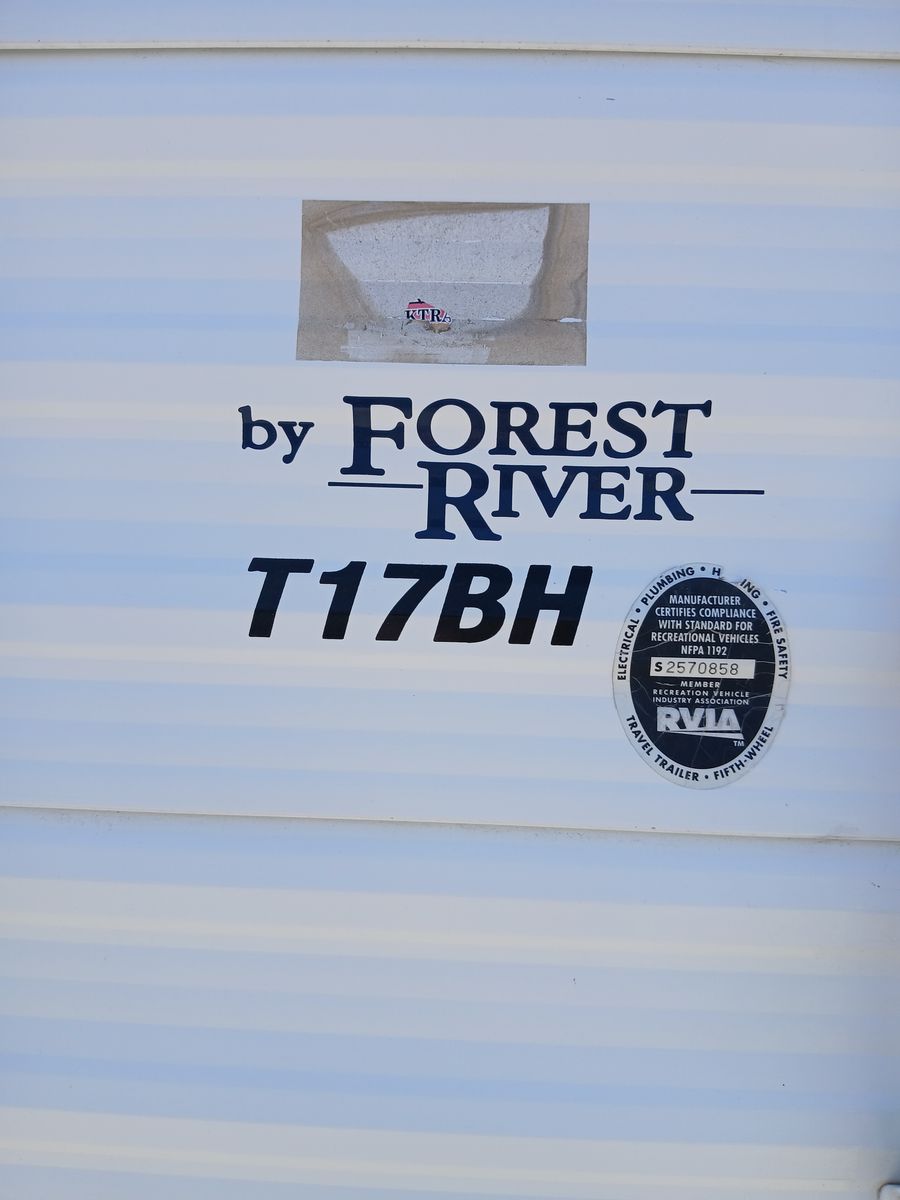 KTR
by FOREST
RIVER
T17BH
ELECTRICAL • PLUMBING • H ING • FIRE SAFETY
MANUFACTURER
CERTIFIES COMPLIANCE
WITH STANDARD FOR
RECREATIONAL VEHICLES
NFPA 1192
S 2570858
MEMBER
RECREATION VEHICLE
INDUSTRY ASSOCIATION
RVIA
TM
TRAVEL TRAILER • FIFTH-WHEEL